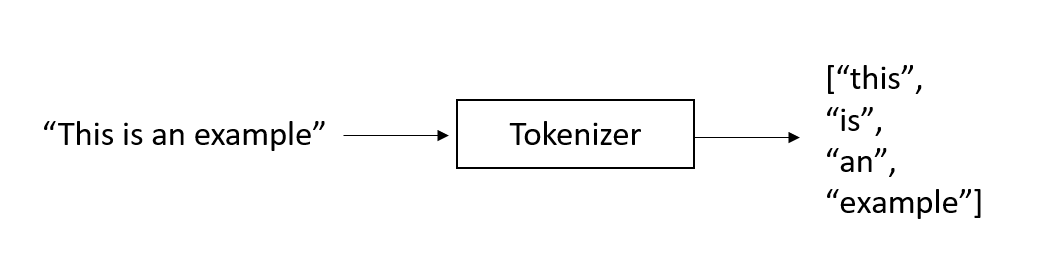 “This is an example”
Tokenizer
[“this”,
“is”,
“an”,
“example”]